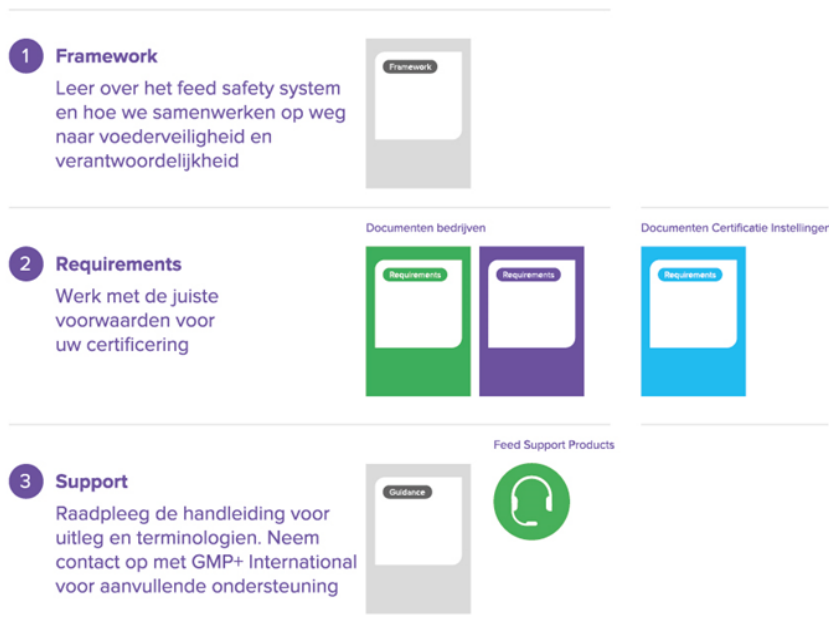 1
Framework
Leer over het feed safety system
en hoe we samenwerken op weg
naar voederveiligheid en
verantwoordelijkheid
Framework
2
Requirements
Werk met de juiste
voorwaarden voor
uw certificering
Documenten bedrijven
Requirements
Requirements
Documenten Certificatie Instellingen
Requirements
3
Support
Raadpleeg de handleiding voor
uitleg en terminologien. Neem
contact op met GMP+ International
voor aanvullende ondersteuning
Guidance
Feed Support Products